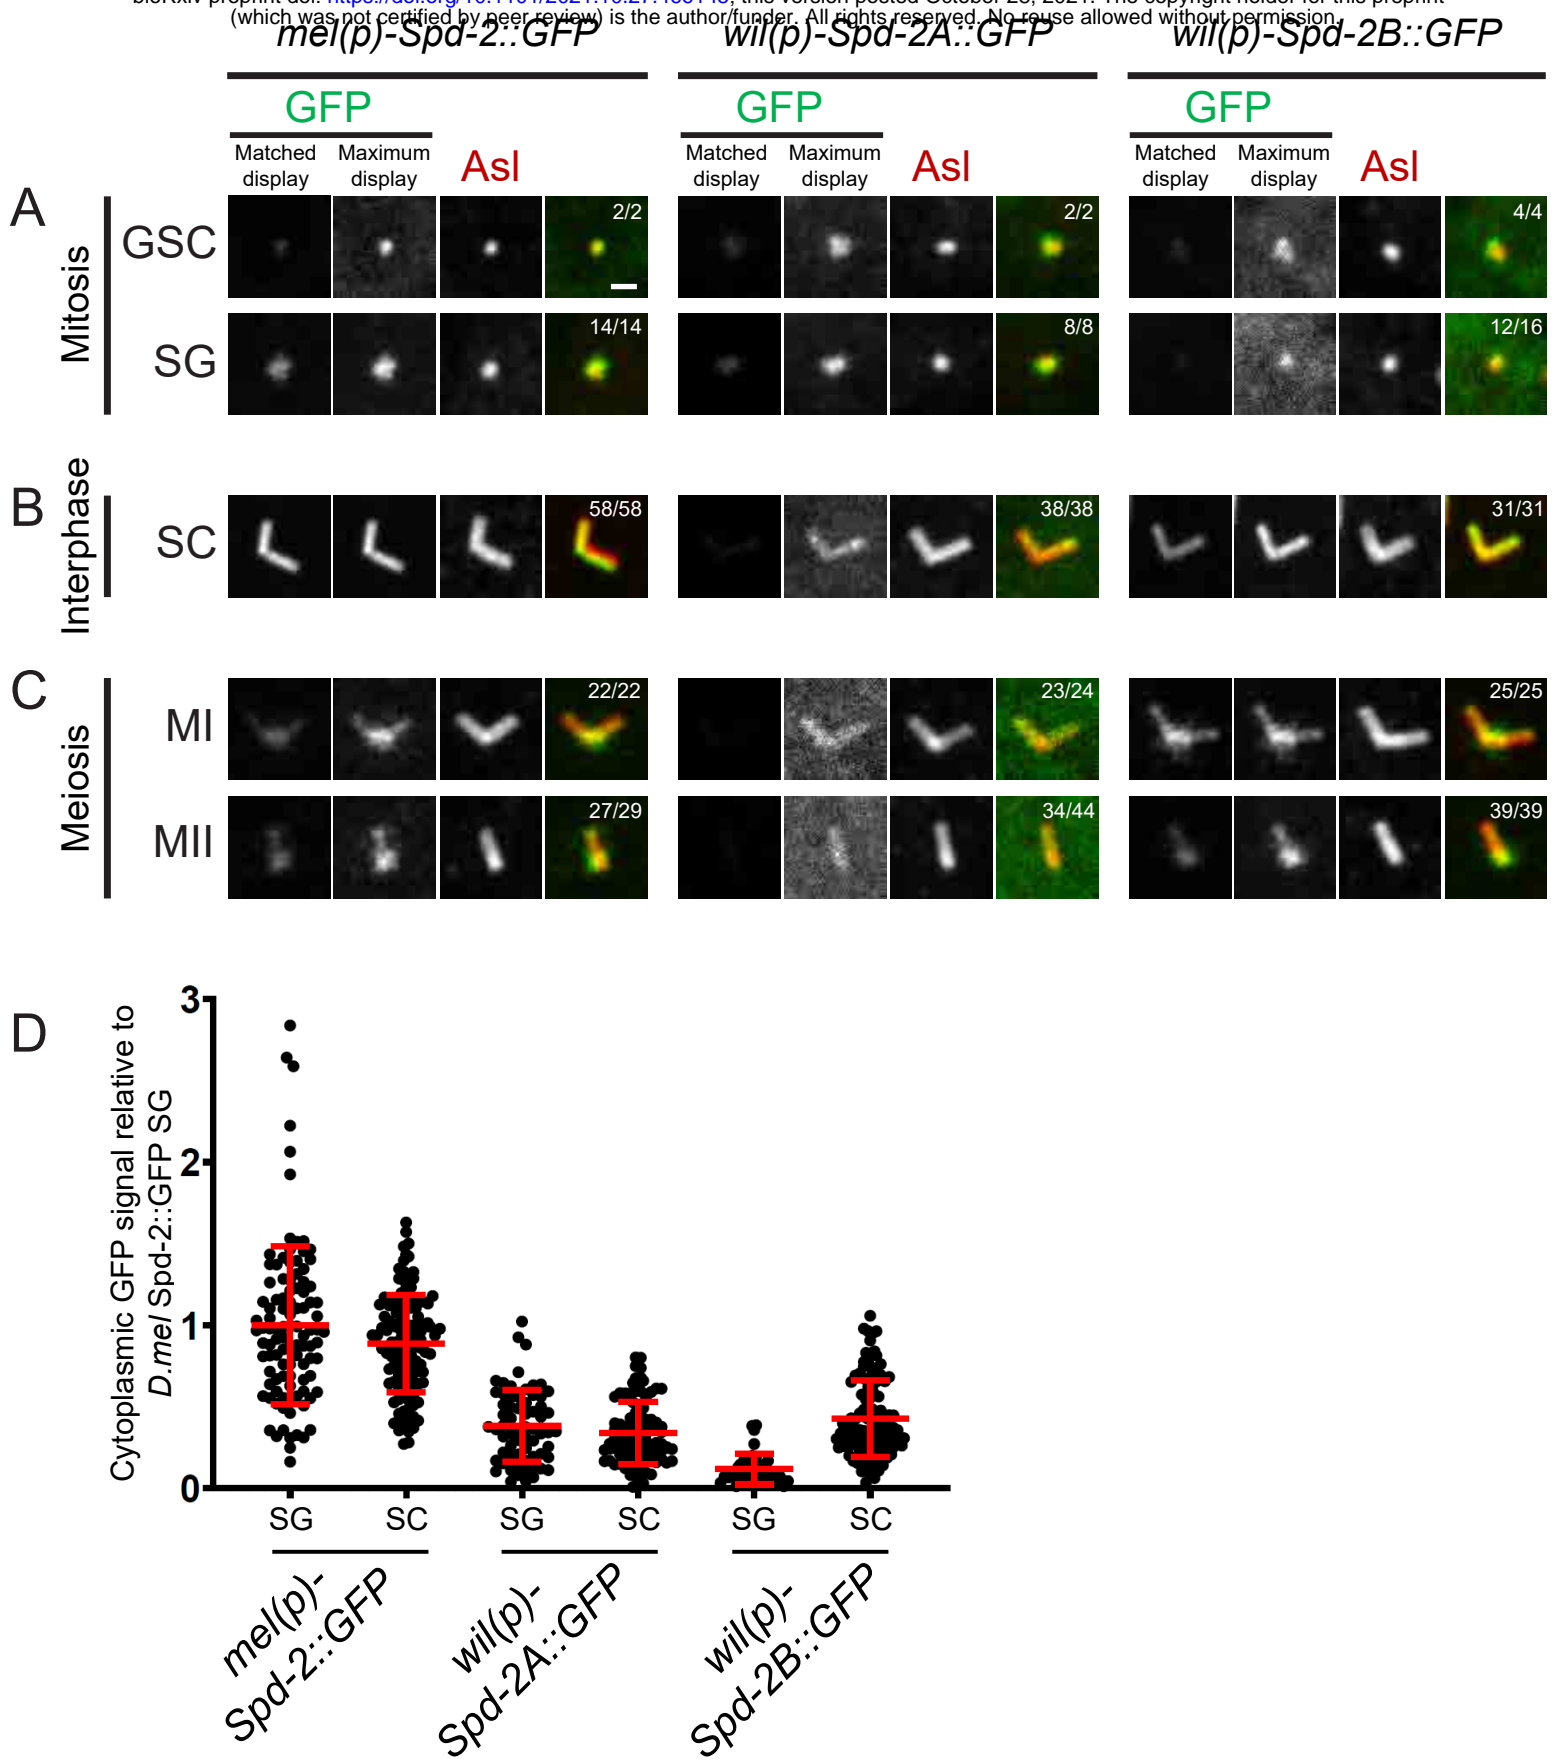 (which was not certified by peer review) is the author/funder. All rights reserved. No reuse allowed without permission.
mel(p)-Spd-2::GFP wil(p)-Spd-2A::GFP wil(p)-Spd-2B::GFP
GFP GFP GFP
Matched display Maximum display Asl Matched display Maximum display Asl Matched display Maximum display Asl
A
Mitosis
GSC 2/2 2/2 4/4
SG 14/14 8/8 12/16
B
Interphase
SC 58/58 38/38 31/31
C
Meiosis
MI 22/22 23/24 25/25
MII 27/29 34/44 39/39
D
Cytoplasmic GFP signal relative to
D.mel Spd-2::GFP SG
3
2
1
0
SG SC SG SC SG SC
mel(p)-
Spd-2::GFP
wil(p)-
Spd-2A::GFP
wil(p)-
Spd-2B::GFP